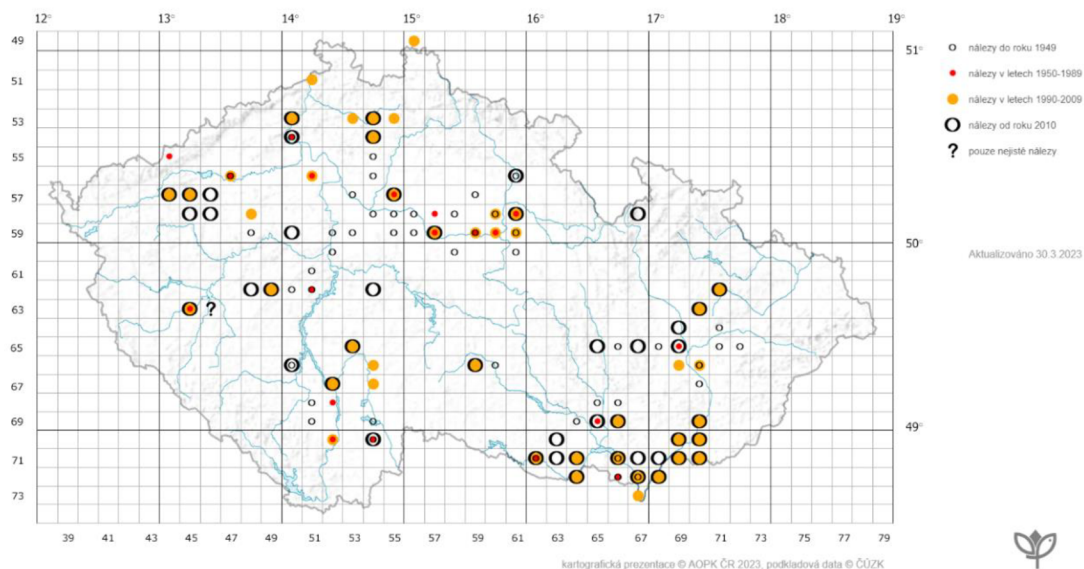 12° 13° 14° 15° 16° 17° 18° 19°
49 51°
51
53
55
57
59 50°
61
63
65
67
69 49°
71
73
39 41 43 45 47 49 51 53 55 57 59 61 63 65 67 69 71 73 75 77 79
?
nálezy do roku 1949
nálezy v letech 1950-1989
nálezy v letech 1990-2009
nálezy od roku 2010
? pouze nejisté nálezy
Aktualizováno 30.3.2023
kartografická prezentace © AOPK ČR 2023, podkladová data © ČÚZK